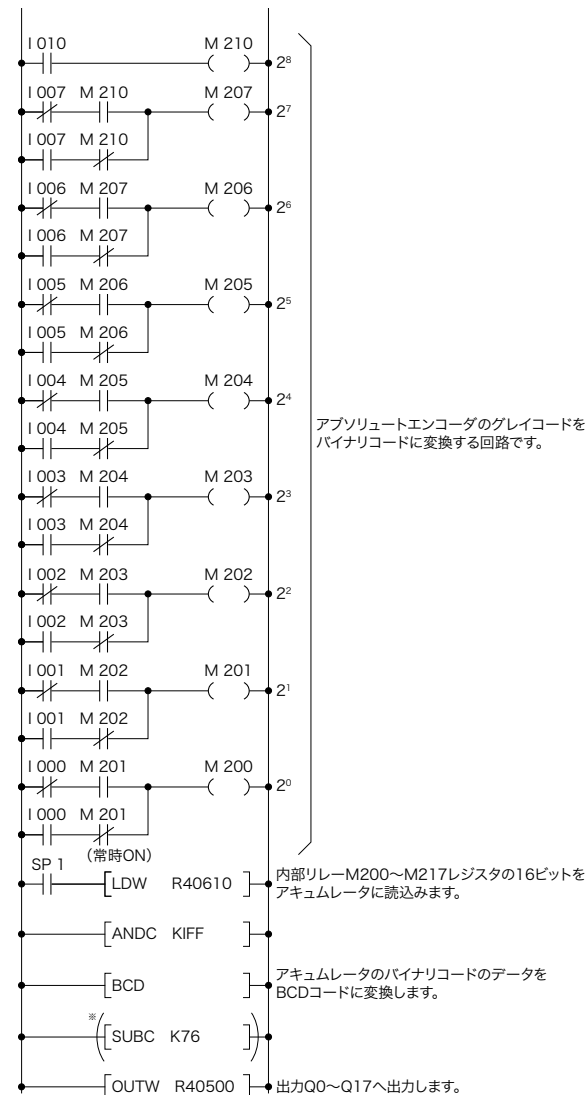 I 010 M 210
2⁸
I 007 M 210 M 207
2⁷
I 007 M 210
I 006 M 207 M 206
2⁶
I 006 M 207
I 005 M 206 M 205
2⁵
I 005 M 206
I 004 M 205 M 204
2⁴
I 004 M 205
アブソリュートエンコーダのグレイコードを
バイナリコードに変換する回路です。
I 003 M 204 M 203
2³
I 003 M 204
I 002 M 203 M 202
2²
I 002 M 203
I 001 M 202 M 201
2¹
I 001 M 202
I 000 M 201 M 200
2⁰
I 000 M 201
(常時ON)
SP 1
LDW R40610
内部リレーM200〜M217レジスタの16ビットを
アキュムレータに読込みます。
ANDC KIFF
BCD
アキュムレータのバイナリコードのデータを
BCDコードに変換します。
※
SUBC K76
OUTW R40500
出力Q0〜Q17へ出力します。